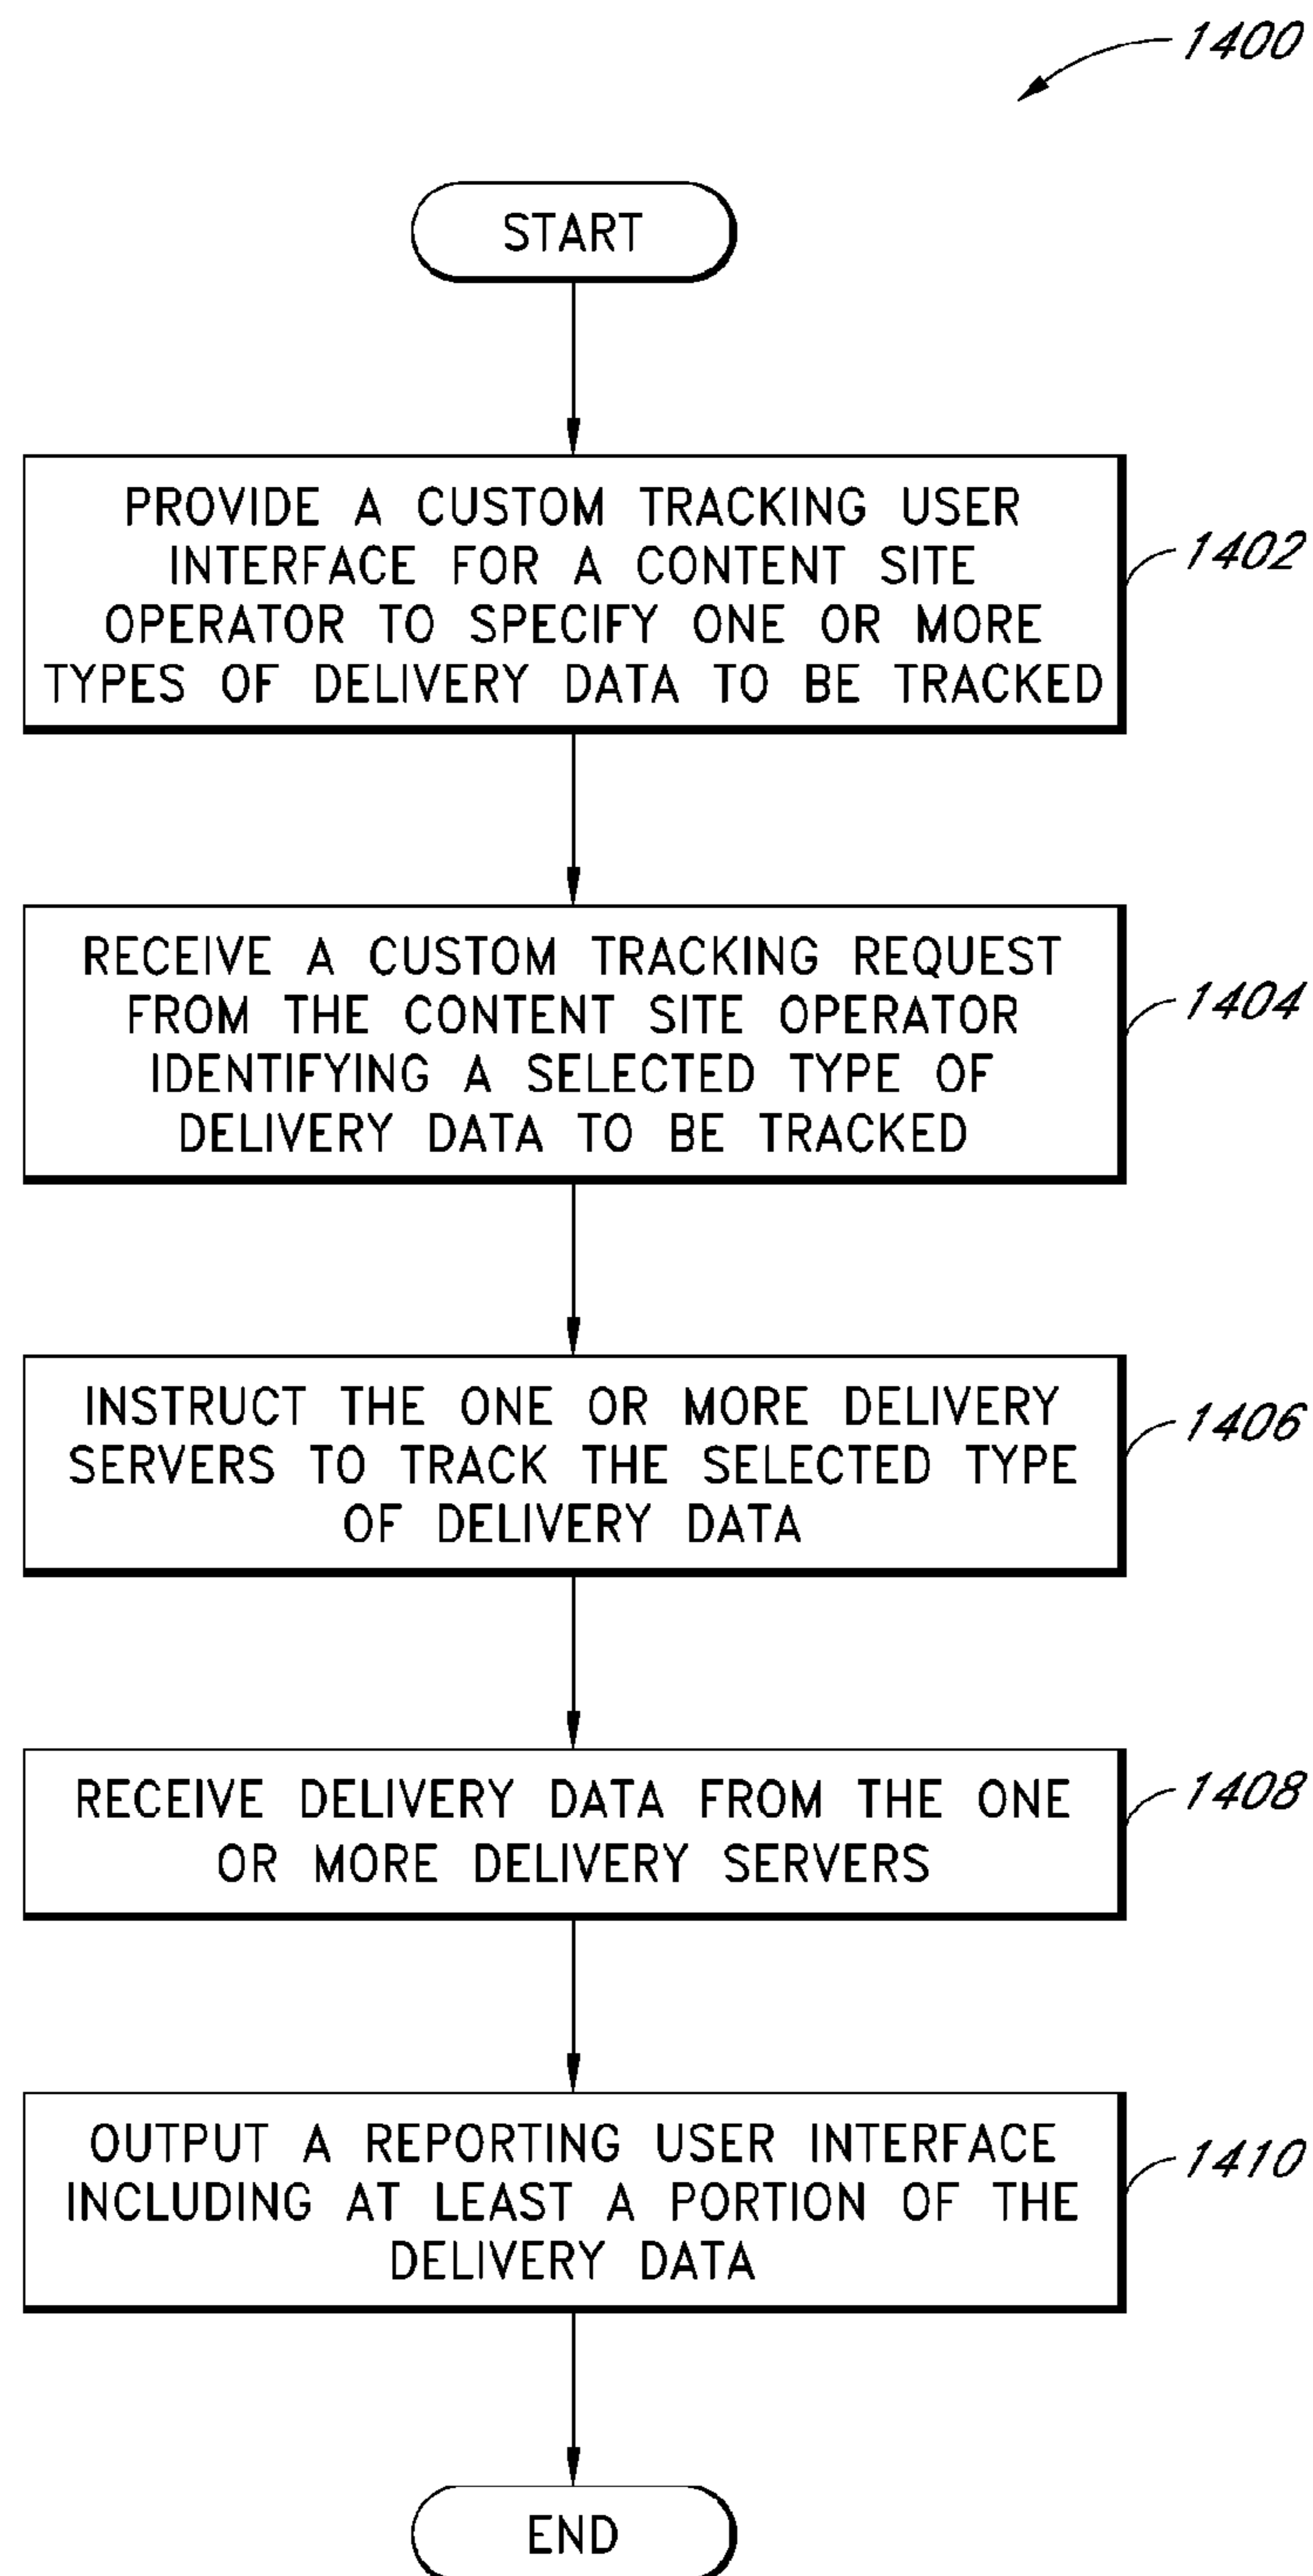 1400
START
PROVIDE A CUSTOM TRACKING USER
INTERFACE FOR A CONTENT SITE
OPERATOR TO SPECIFY ONE OR MORE
TYPES OF DELIVERY DATA TO BE TRACKED
1402
RECEIVE A CUSTOM TRACKING REQUEST
FROM THE CONTENT SITE OPERATOR
IDENTIFYING A SELECTED TYPE OF
DELIVERY DATA TO BE TRACKED
1404
INSTRUCT THE ONE OR MORE DELIVERY
SERVERS TO TRACK THE SELECTED TYPE
OF DELIVERY DATA
1406
RECEIVE DELIVERY DATA FROM THE ONE
OR MORE DELIVERY SERVERS
1408
OUTPUT A REPORTING USER INTERFACE
INCLUDING AT LEAST A PORTION OF THE
DELIVERY DATA
1410
END